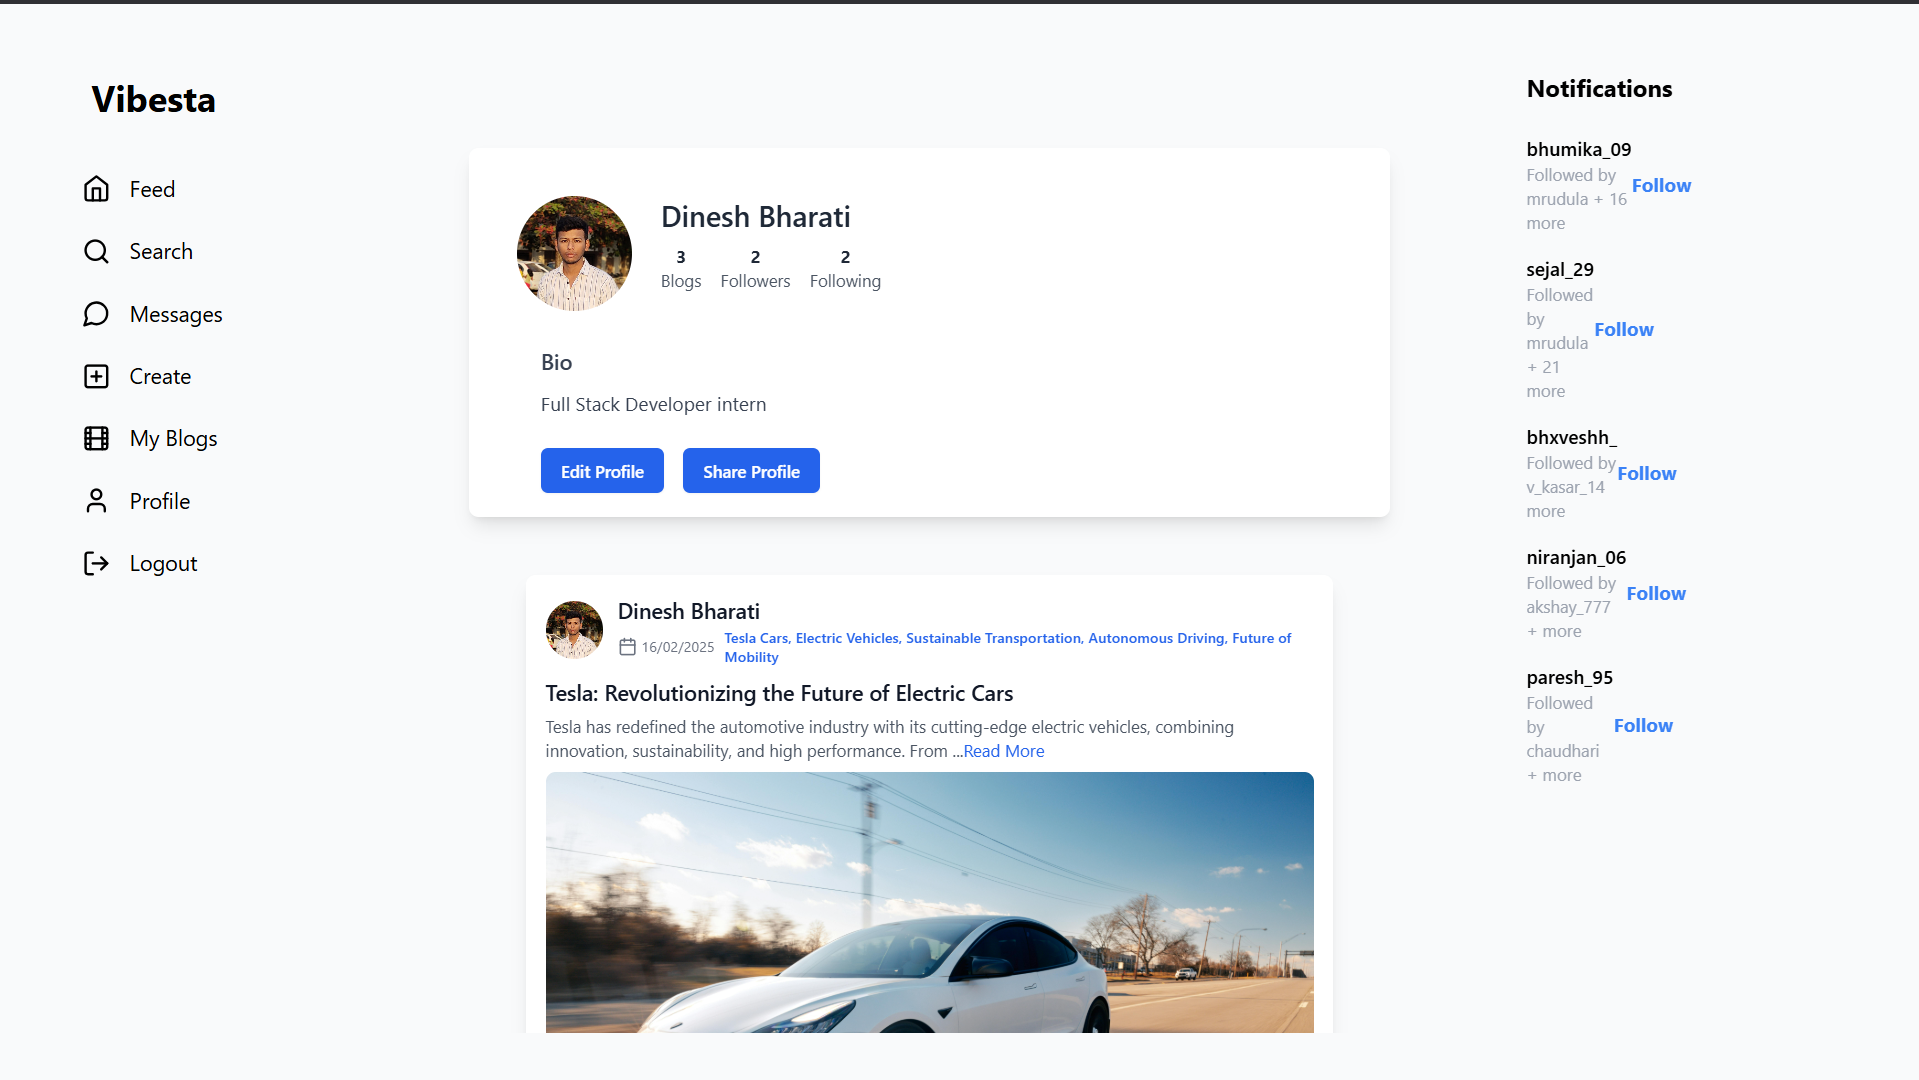 Vibesta
Feed
Search
Messages
Create
My Blogs
Profile
Logout
Dinesh Bharati
3 2 2
Blogs Followers Following
Bio
Full Stack Developer intern
Edit Profile Share Profile
Dinesh Bharati
16/02/2025
Tesla Cars, Electric Vehicles, Sustainable Transportation, Autonomous Driving, Future of
Mobility
Tesla: Revolutionizing the Future of Electric Cars
Tesla has redefined the automotive industry with its cutting-edge electric vehicles, combining
innovation, sustainability, and high performance. From ...Read More
Notifications
bhumika_09
Followed by
mrudula + 16
more
Follow
sejal_29
Followed
by
mrudula
+ 21
more
Follow
bhxveshh_
Followed by
v_kasar_14
more
Follow
niranjan_06
Followed by
akshay_777
+ more
Follow
paresh_95
Followed
by
chaudhari
+ more
Follow